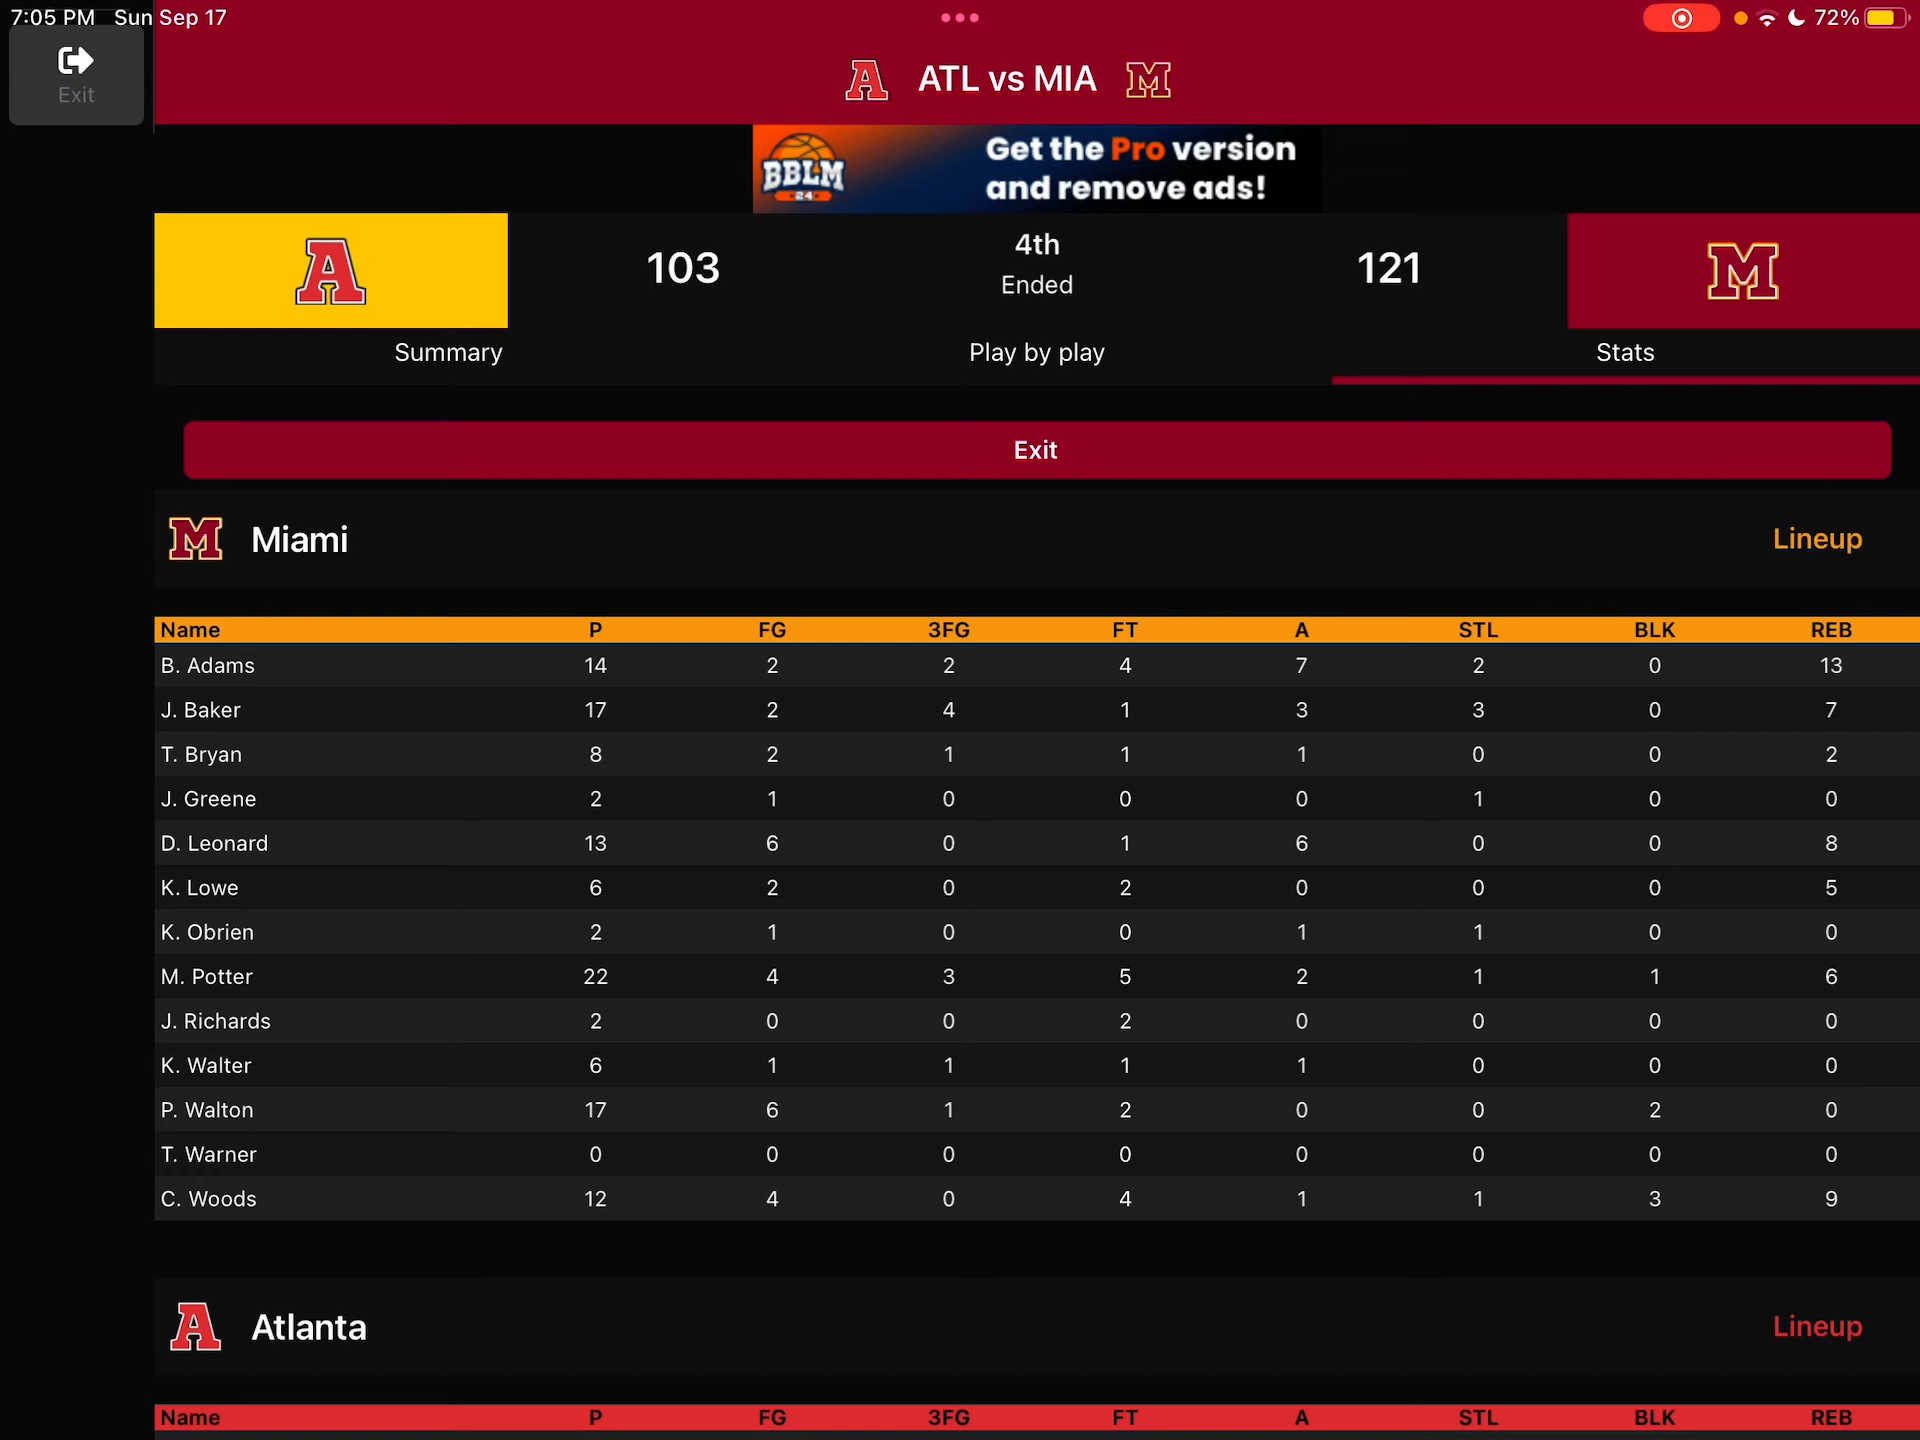 7:05 PM Sun Sep 17
72%
Exit
A ATL vs MIA M
BBLM
24
Get the Pro version
and remove ads!
A 103 4th 121 M
Ended
Summary Play by play Stats
Exit
M Miami Lineup
Name P FG 3FG FT A STL BLK REB
B. Adams 14 2 2 4 7 2 0 13
J. Baker 17 2 4 1 3 3 0 7
T. Bryan 8 2 1 1 1 0 0 2
J. Greene 2 1 0 0 0 1 0 0
D. Leonard 13 6 0 1 6 0 0 8
K. Lowe 6 2 0 2 0 0 0 5
K. Obrien 2 1 0 0 1 1 0 0
M. Potter 22 4 3 5 2 1 1 6
J. Richards 2 0 0 2 0 0 0 0
K. Walter 6 1 1 1 1 0 0 0
P. Walton 17 6 1 2 0 0 2 0
T. Warner 0 0 0 0 0 0 0 0
C. Woods 12 4 0 4 1 1 3 9
A Atlanta Lineup
Name P FG 3FG FT A STL BLK REB